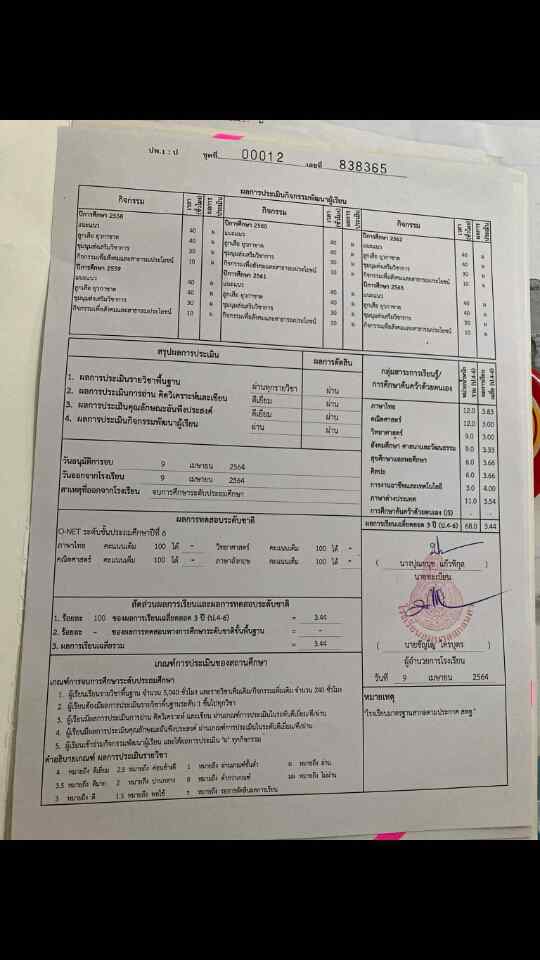 ปพ.1 : ป ชุดที่ 00012 เลขที่ 838365
ผลการประเมินกิจกรรมพัฒนาผู้เรียน
กิจกรรม เวลา (ชั่วโมง) ผลการประเมิน กิจกรรม เวลา (ชั่วโมง) ผลการประเมิน กิจกรรม เวลา (ชั่วโมง) ผลการประเมิน
ปีการศึกษา 2558
แนะแนว 40 ผ
ลูกเสือ ยุวกาชาด 40 ผ
ชุมนุมส่งเสริมวิชาการ 30 ผ
กิจกรรมเพื่อสังคมและสาธารณประโยชน์ 10 ผ
ปีการศึกษา 2559
แนะแนว 40 ผ
ลูกเสือ ยุวกาชาด 40 ผ
ชุมนุมส่งเสริมวิชาการ 30 ผ
กิจกรรมเพื่อสังคมและสาธารณประโยชน์ 10 ผ
ปีการศึกษา 2560
แนะแนว 40 ผ
ลูกเสือ ยุวกาชาด 40 ผ
ชุมนุมส่งเสริมวิชาการ 30 ผ
กิจกรรมเพื่อสังคมและสาธารณประโยชน์ 10 ผ
ปีการศึกษา 2561
แนะแนว 40 ผ
ลูกเสือ ยุวกาชาด 40 ผ
ชุมนุมส่งเสริมวิชาการ 30 ผ
กิจกรรมเพื่อสังคมและสาธารณประโยชน์ 10 ผ
ปีการศึกษา 2562
แนะแนว 40 ผ
ลูกเสือ ยุวกาชาด 40 ผ
ชุมนุมส่งเสริมวิชาการ 30 ผ
กิจกรรมเพื่อสังคมและสาธารณประโยชน์ 10 ผ
ปีการศึกษา 2563
แนะแนว 40 ผ
ลูกเสือ ยุวกาชาด 40 ผ
ชุมนุมส่งเสริมวิชาการ 30 ผ
กิจกรรมเพื่อสังคมและสาธารณประโยชน์ 10 ผ
สรุปผลการประเมิน ผลการตัดสิน
1. ผลการประเมินรายวิชาพื้นฐาน ผ่านทุกรายวิชา ผ่าน
2. ผลการประเมินการอ่าน คิดวิเคราะห์และเขียน ดีเยี่ยม ผ่าน
3. ผลการประเมินคุณลักษณะอันพึงประสงค์ ดีเยี่ยม ผ่าน
4. ผลการประเมินกิจกรรมพัฒนาผู้เรียน ผ่าน ผ่าน
วันอนุมัติการจบ 9 เมษายน 2564
วันออกจากโรงเรียน 9 เมษายน 2564
สาเหตุที่ออกจากโรงเรียน จบการศึกษาระดับประถมศึกษา
กลุ่มสาระการเรียนรู้/
การศึกษาค้นคว้าด้วยตนเอง
ภาษาไทย 12.0 3.83
คณิตศาสตร์ 12.0 3.00
วิทยาศาสตร์ 9.0 3.00
สังคมศึกษา ศาสนาและวัฒนธรรม 9.0 3.33
สุขศึกษาและพลศึกษา 6.0 3.66
ศิลปะ 6.0 3.66
การงานอาชีพและเทคโนโลยี 3.0 4.00
ภาษาต่างประเทศ 11.0 3.54
การศึกษาค้นคว้าด้วยตนเอง (IS) - -
ผลการเรียนเฉลี่ยตลอด 3 ปี (ป.4-6) 68.0 3.44
ผลการทดสอบระดับชาติ
O-NET ระดับชั้นประถมศึกษาปีที่ 6
ภาษาไทย คะแนนเต็ม 100 ได้ - วิทยาศาสตร์ คะแนนเต็ม 100 ได้ -
คณิตศาสตร์ คะแนนเต็ม 100 ได้ - ภาษาอังกฤษ คะแนนเต็ม 100 ได้ -
สัดส่วนผลการเรียนและผลการทดสอบระดับชาติ
1. ร้อยละ 100 ของผลการเรียนเฉลี่ยตลอด 3 ปี (ป.4-6) = 3.44
2. ร้อยละ - ของผลการทดสอบทางการศึกษาระดับชาติขั้นพื้นฐาน = -
3. ผลการเรียนเฉลี่ยรวม = 3.44
นายทะเบียน
ผู้อำนวยการโรงเรียน
วันที่ 9 เมษายน 2564
เกณฑ์การประเมินของสถานศึกษา
เกณฑ์การจบการศึกษาระดับประถมศึกษา
1. ผู้เรียนเรียนรายวิชาพื้นฐาน จำนวน 5,040 ชั่วโมง และรายวิชาเพิ่มเติม/กิจกรรมเพิ่มเติม จำนวน 240 ชั่วโมง
2. ผู้เรียนต้องมีผลการประเมินรายวิชาพื้นฐานระดับ 1 ขึ้นไปทุกวิชา
3. ผู้เรียนมีผลการประเมินการอ่าน คิดวิเคราะห์ และเขียน ผ่านเกณฑ์การประเมินในระดับดีเยี่ยม/ดี/ผ่าน
4. ผู้เรียนมีผลการประเมินคุณลักษณะอันพึงประสงค์ ผ่านเกณฑ์การประเมินในระดับดีเยี่ยม/ดี/ผ่าน
5. ผู้เรียนเข้าร่วมกิจกรรมพัฒนาผู้เรียน และได้ผลการประเมิน "ผ" ทุกกิจกรรม
คำอธิบายเกณฑ์ ผลการประเมินรายวิชา
4 หมายถึง ดีเยี่ยม 2.5 หมายถึง ค่อนข้างดี 1 หมายถึง ผ่านเกณฑ์ขั้นต่ำ ผ หมายถึง ผ่าน
3.5 หมายถึง ดีมาก 2 หมายถึง ปานกลาง 0 หมายถึง ต่ำกว่าเกณฑ์ มผ หมายถึง ไม่ผ่าน
3 หมายถึง ดี 1.5 หมายถึง พอใช้ ร หมายถึง รอการตัดสินผลการเรียน
หมายเหตุ
"โรงเรียนมาตรฐานสากลตามประกาศ สพฐ."